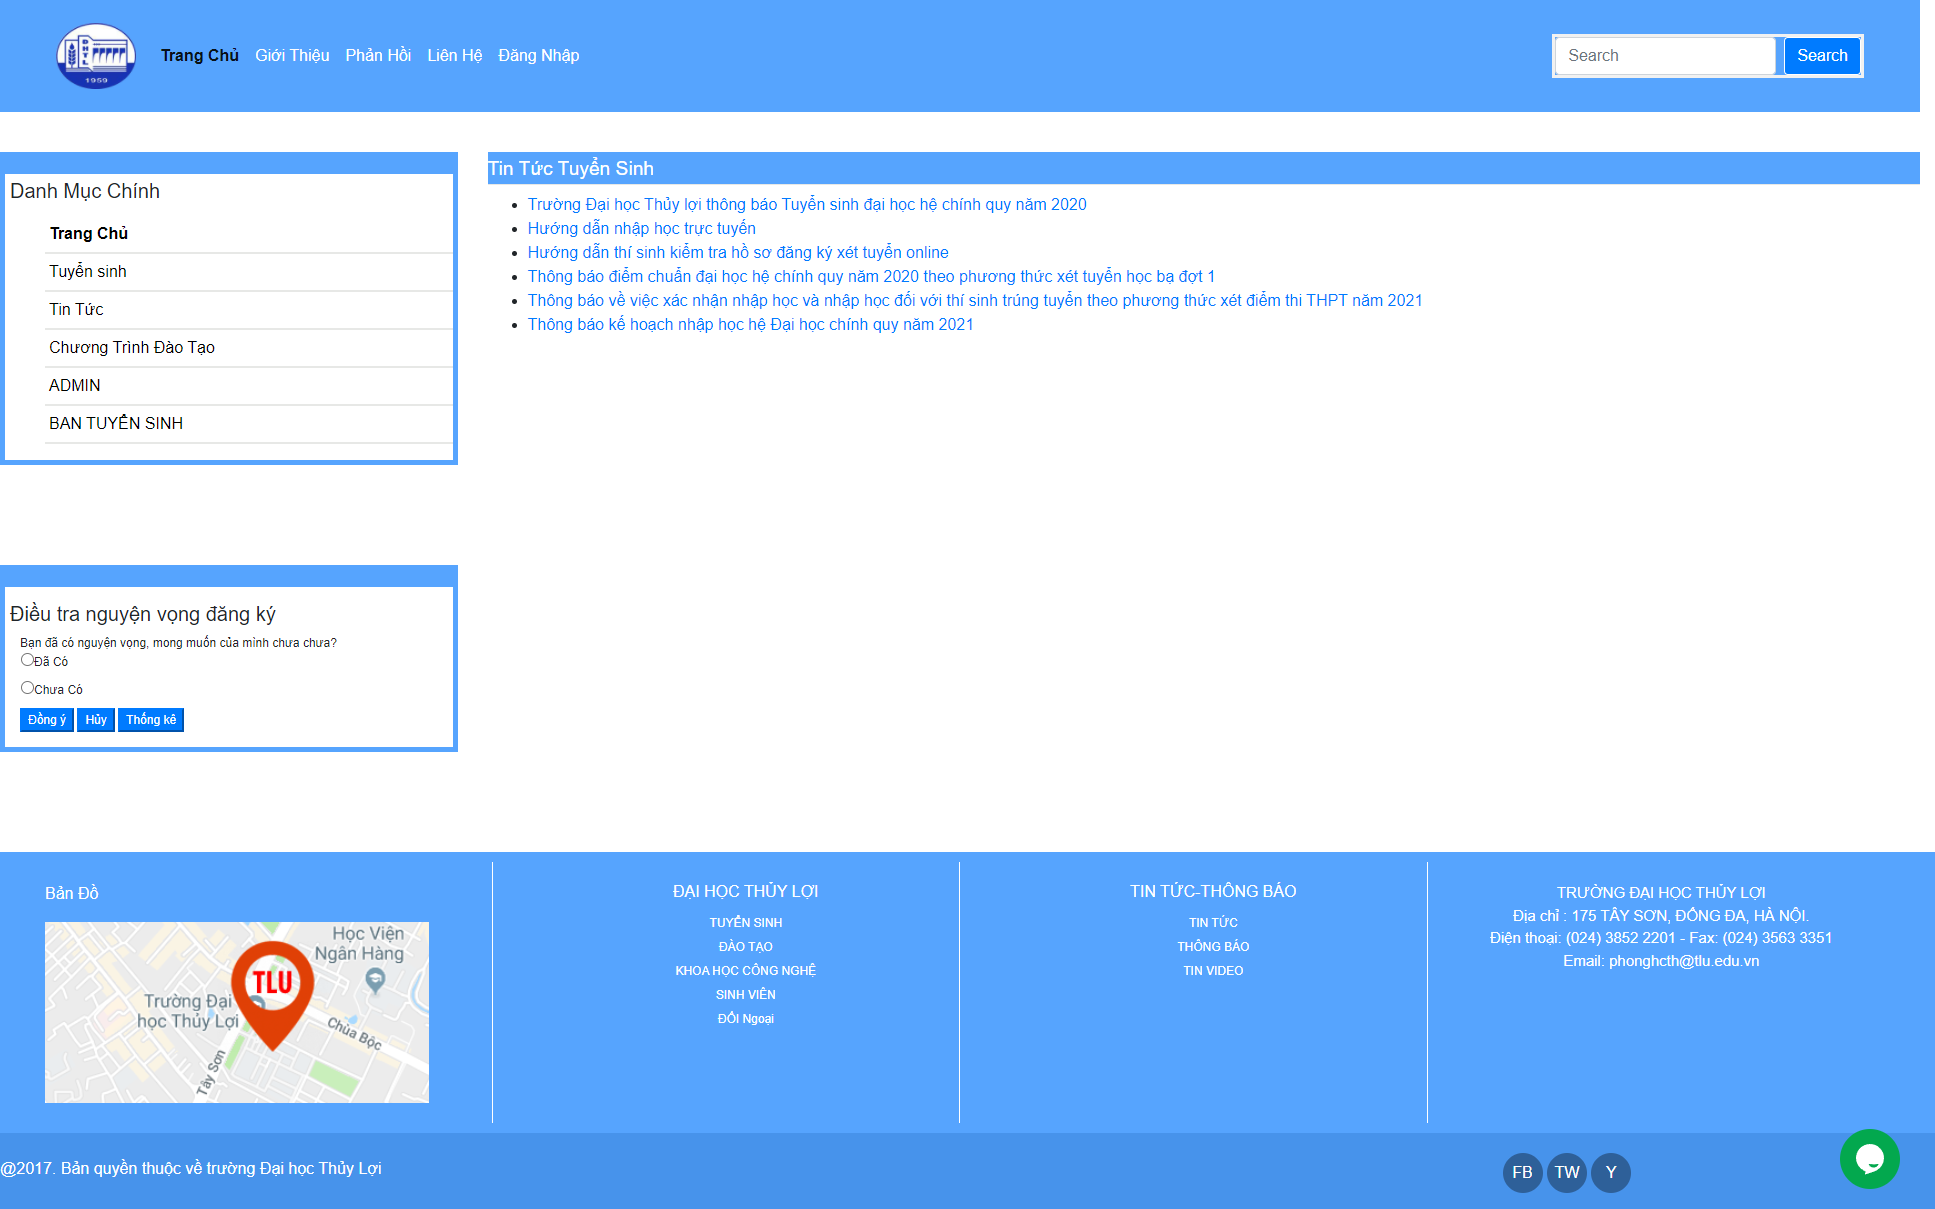 ĐHTL
1959
Trang Chủ Giới Thiệu Phản Hồi Liên Hệ Đăng Nhập
Search Search
Danh Mục Chính
Trang Chủ
Tuyển sinh
Tin Tức
Chương Trình Đào Tạo
ADMIN
BAN TUYỂN SINH
Tin Tức Tuyển Sinh
Trường Đại học Thủy lợi thông báo Tuyển sinh đại học hệ chính quy năm 2020
Hướng dẫn nhập học trực tuyến
Hướng dẫn thí sinh kiểm tra hồ sơ đăng ký xét tuyển online
Thông báo điểm chuẩn đại học hệ chính quy năm 2020 theo phương thức xét tuyển học bạ đợt 1
Thông báo về việc xác nhận nhập học và nhập học đối với thí sinh trúng tuyển theo phương thức xét điểm thi THPT năm 2021
Thông báo kế hoạch nhập học hệ Đại học chính quy năm 2021
Điều tra nguyện vọng đăng ký
Bạn đã có nguyện vọng, mong muốn của mình chưa chưa?
Đã Có
Chưa Có
Đồng ý Hủy Thống kê
Bản Đồ
Học Viện
Ngân Hàng
TLU
Trường Đại
học Thủy Lợi
Chùa Bộc
Tây Sơn
ĐẠI HỌC THỦY LỢI
TUYỂN SINH
ĐÀO TẠO
KHOA HỌC CÔNG NGHỆ
SINH VIÊN
ĐỐI Ngoại
TIN TỨC-THÔNG BÁO
TIN TỨC
THÔNG BÁO
TIN VIDEO
TRƯỜNG ĐẠI HỌC THỦY LỢI
Địa chỉ : 175 TÂY SƠN, ĐỐNG ĐA, HÀ NỘI.
Điện thoại: (024) 3852 2201 - Fax: (024) 3563 3351
Email: phonghcth@tlu.edu.vn
@2017. Bản quyền thuộc về trường Đại học Thủy Lợi
FB TW Y